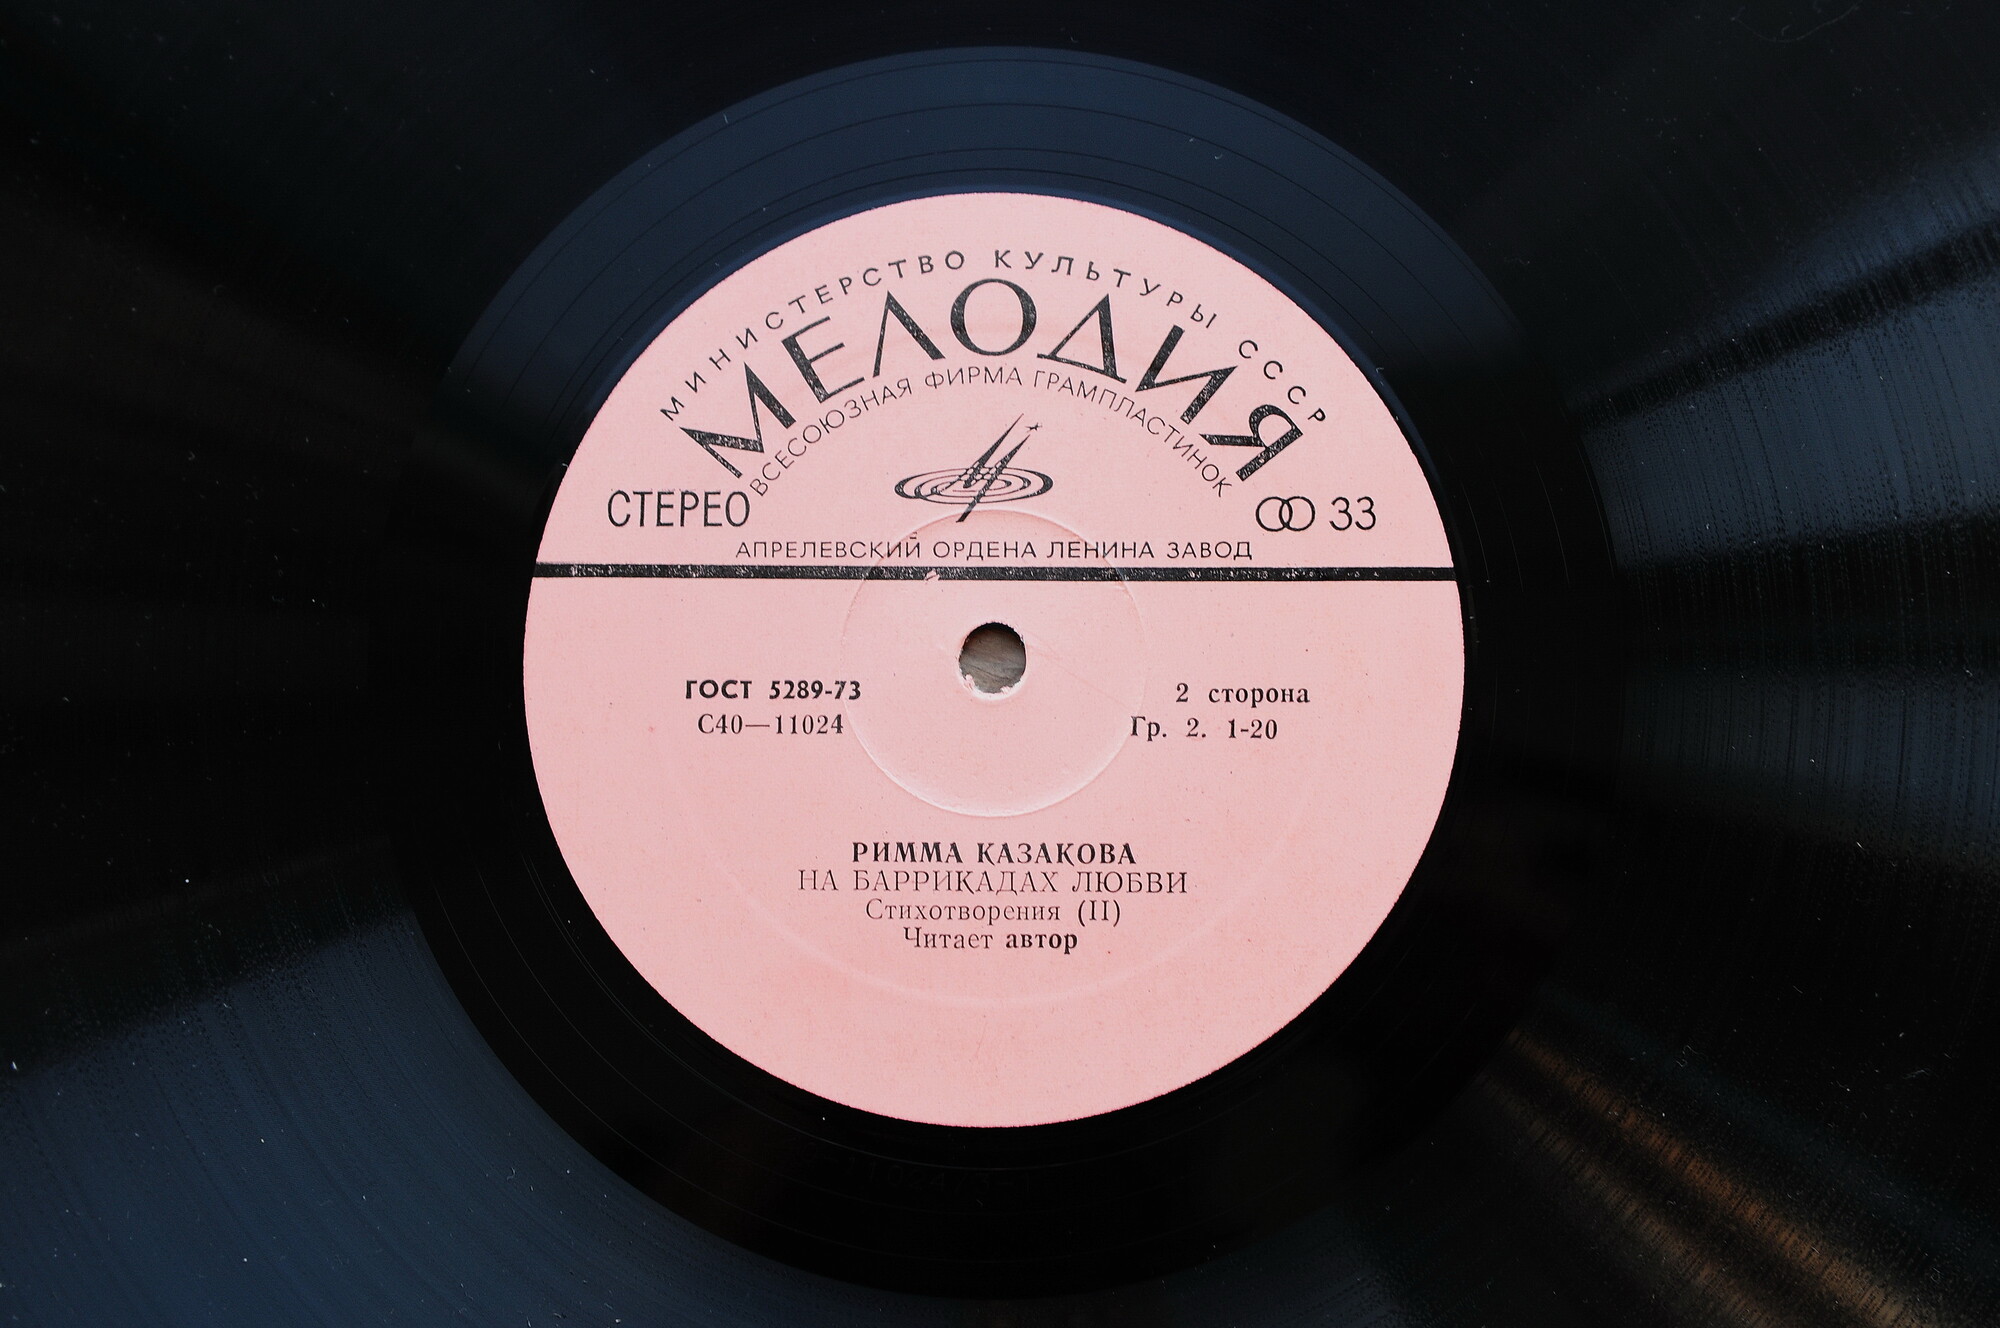 МИНИСТЕРСТВО КУЛЬТУРЫ СССР
МЕЛОДИЯ
ВСЕСОЮЗНАЯ ФИРМА ГРАМПЛАСТИНОК
СТЕРЕО
33
АПРЕЛЕВСКИЙ ОРДЕНА ЛЕНИНА ЗАВОД
ГОСТ 5289-73
С40—11024
2 сторона
Гр. 2. 1-20
РИММА КАЗАКОВА
НА БАРРИКАДАХ ЛЮБВИ
Стихотворения (II)
Читает автор